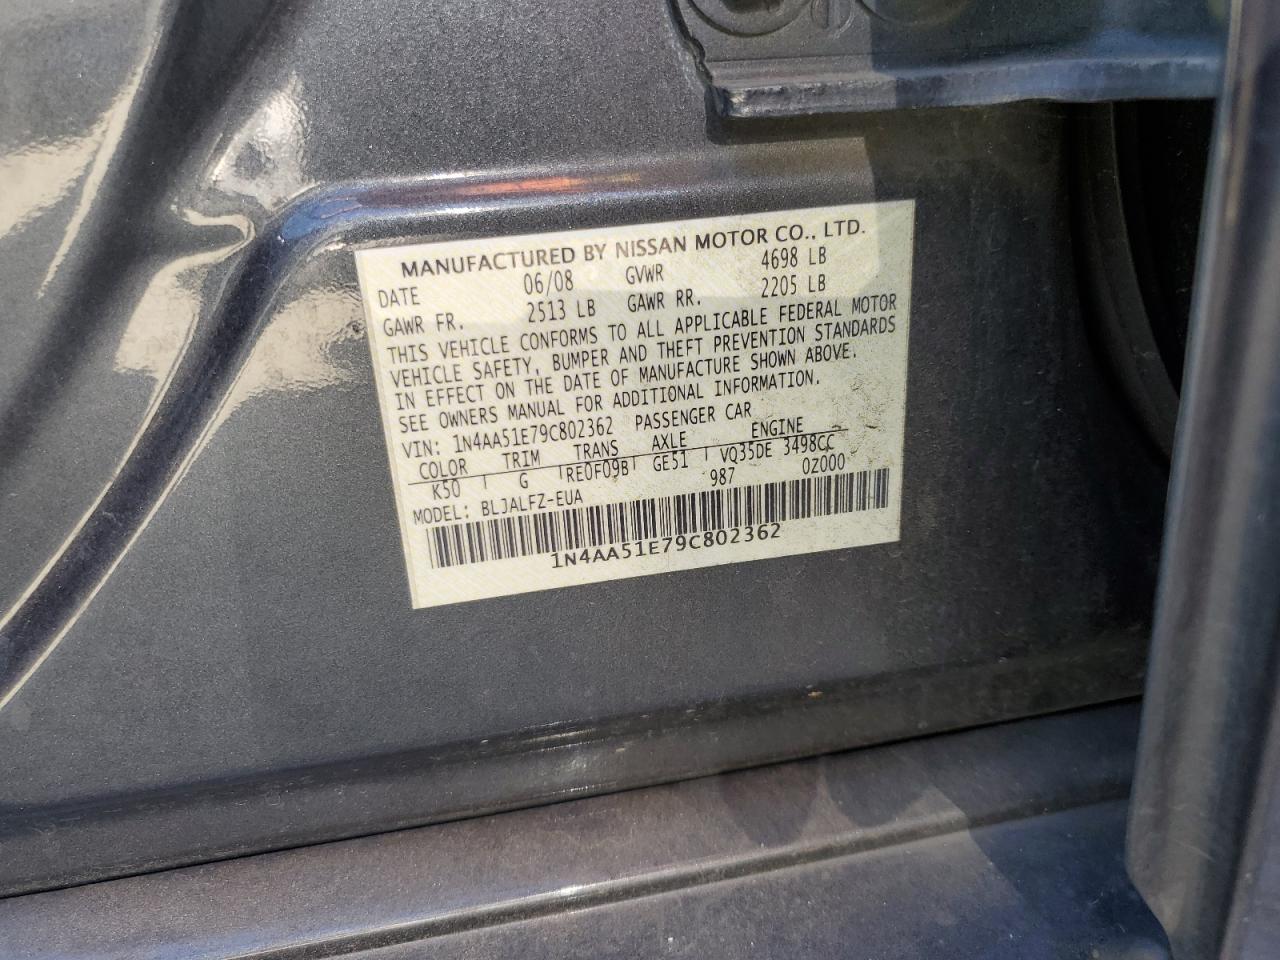 MANUFACTURED BY NISSAN MOTOR CO., LTD.
DATE 06/08 GVWR 4698 LB
GAWR FR. 2513 LB GAWR RR. 2205 LB
THIS VEHICLE CONFORMS TO ALL APPLICABLE FEDERAL MOTOR
VEHICLE SAFETY, BUMPER AND THEFT PREVENTION STANDARDS
IN EFFECT ON THE DATE OF MANUFACTURE SHOWN ABOVE.
SEE OWNERS MANUAL FOR ADDITIONAL INFORMATION.
VIN: 1N4AA51E79C802362 PASSENGER CAR
COLOR TRIM TRANS AXLE ENGINE
K50 G RE0F09B GE51 VQ35DE 3498CC
MODEL: BLJALFZ-EUA 987 0Z000
1N4AA51E79C802362